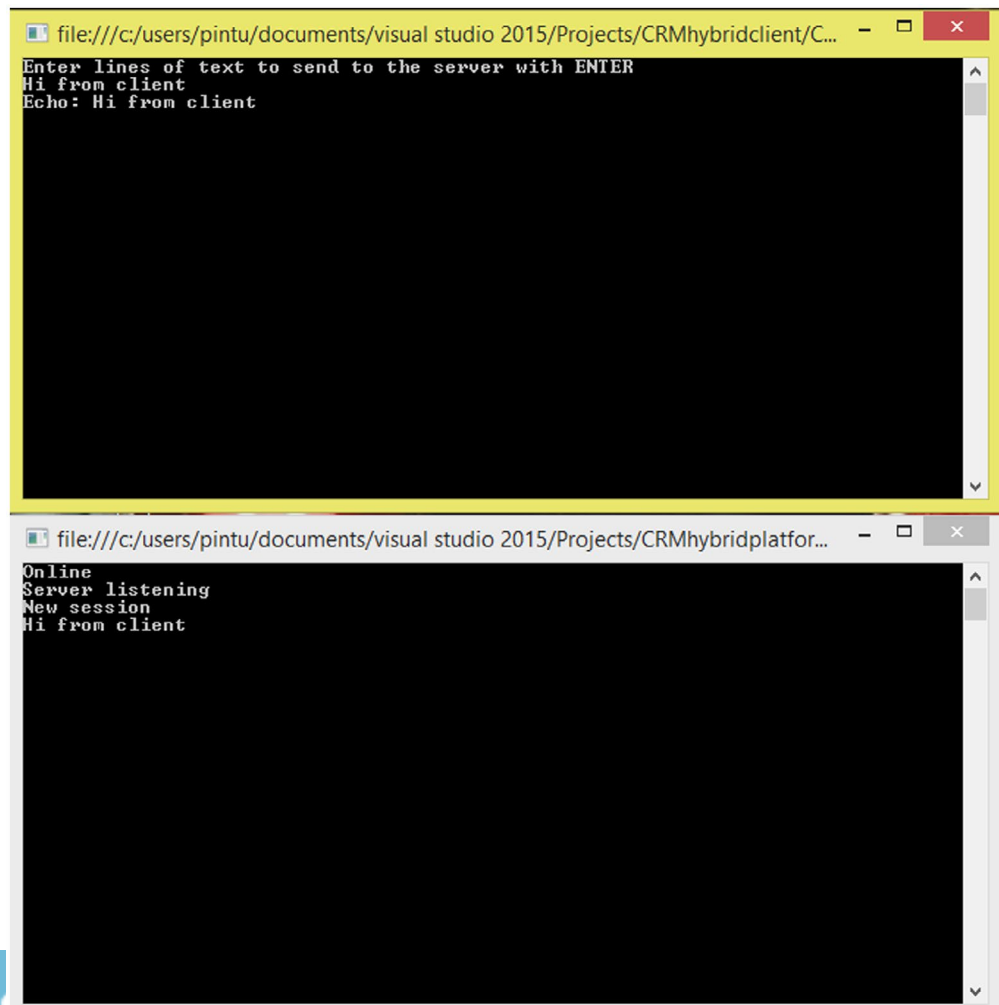 file:///c:/users/pintu/documents/visual studio 2015/Projects/CRMhybridclient/C...
Enter lines of text to send to the server with ENTER
Hi from client
Echo: Hi from client
file:///c:/users/pintu/documents/visual studio 2015/Projects/CRMhybridplatfor...
Online
Server listening
New session
Hi from client